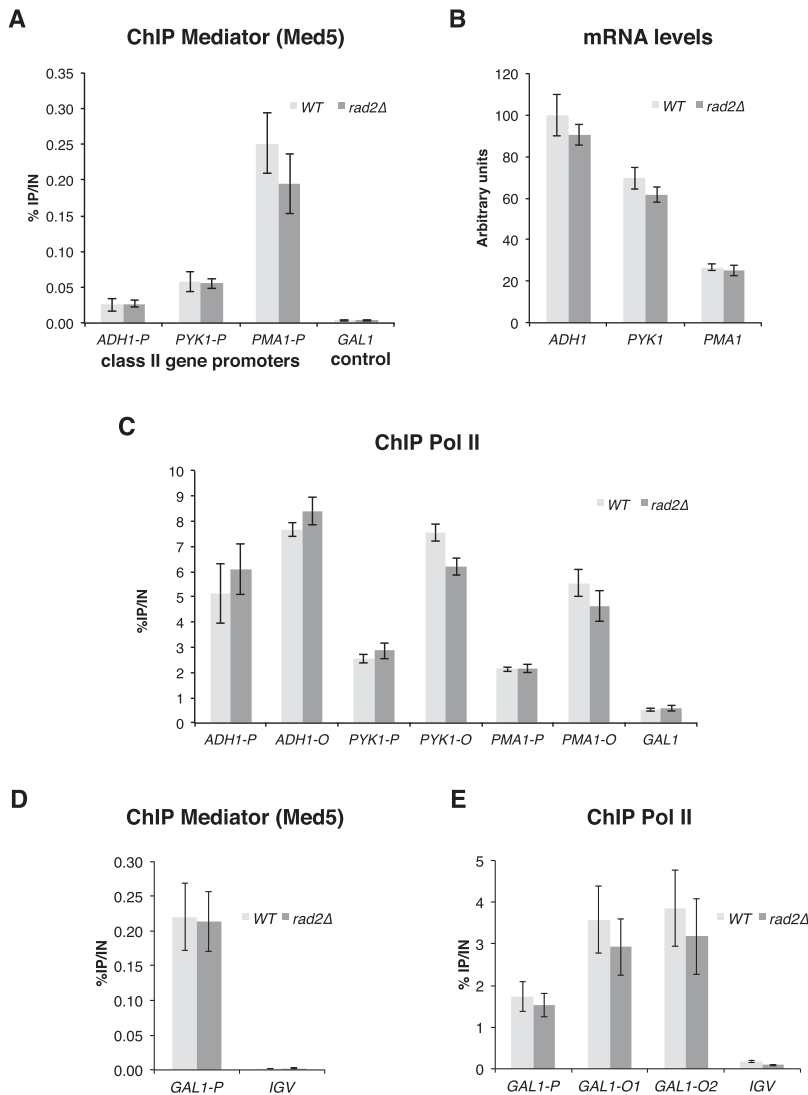 A
ChIP Mediator (Med5)
% IP/IN
0.35
0.30
0.25
0.20
0.15
0.10
0.05
0.00
WT rad2Δ
ADH1-P PYK1-P PMA1-P GAL1
class II gene promoters control
B
mRNA levels
Arbitrary units
120
100
80
60
40
20
0
WT rad2Δ
ADH1 PYK1 PMA1
C
ChIP Pol II
%IP/IN
10
9
8
7
6
5
4
3
2
1
0
WT rad2Δ
ADH1-P ADH1-O PYK1-P PYK1-O PMA1-P PMA1-O GAL1
D
ChIP Mediator (Med5)
%IP/IN
0.30
0.25
0.20
0.15
0.10
0.05
0.00
WT rad2Δ
GAL1-P IGV
E
ChIP Pol II
% IP/IN
5
4
3
2
1
0
WT rad2Δ
GAL1-P GAL1-O1 GAL1-O2 IGV